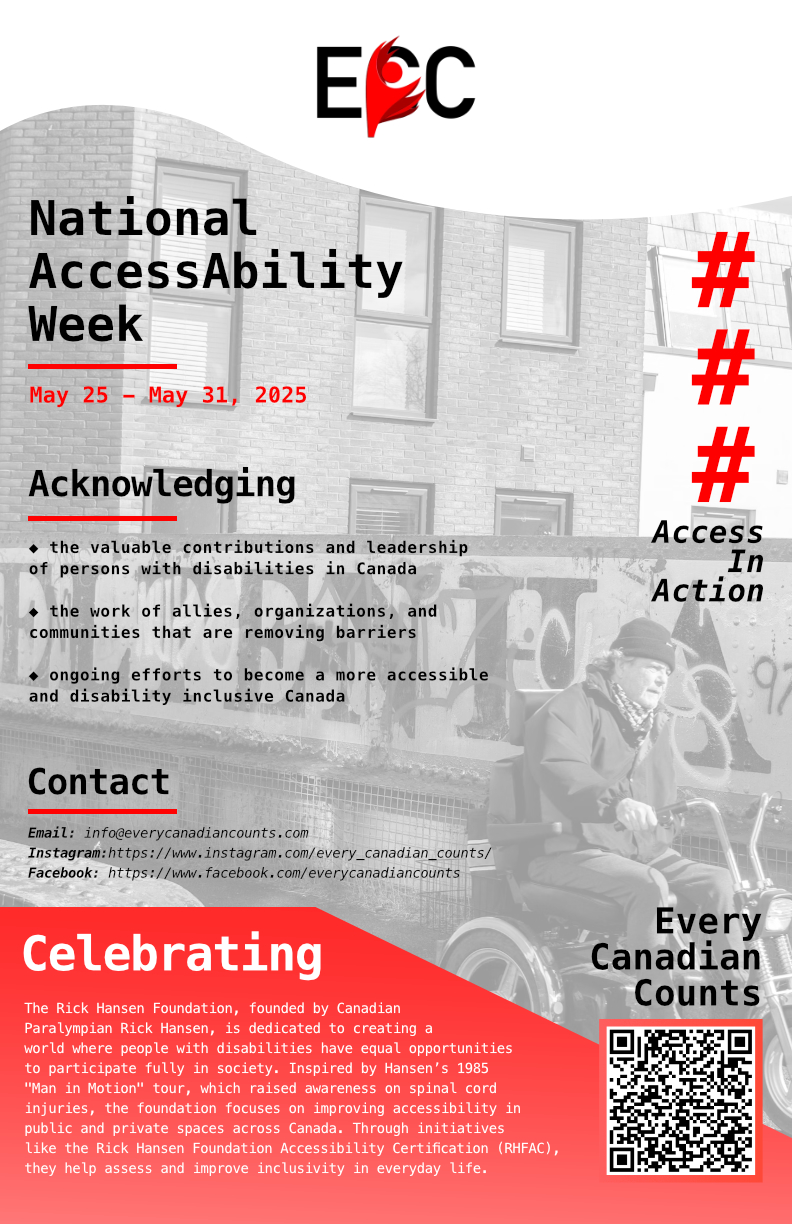 ECC
National
AccessAbility
Week
May 25 – May 31, 2025
#
#
#
Access
In
Action
Acknowledging
◆ the valuable contributions and leadership
of persons with disabilities in Canada
◆ the work of allies, organizations, and
communities that are removing barriers
◆ ongoing efforts to become a more accessible
and disability inclusive Canada
97
Contact
Email: info@everycanadiancounts.com
Instagram:https://www.instagram.com/every_canadian_counts/
Facebook: https://www.facebook.com/everycanadiancounts
Celebrating
The Rick Hansen Foundation, founded by Canadian
Paralympian Rick Hansen, is dedicated to creating a
world where people with disabilities have equal opportunities
to participate fully in society. Inspired by Hansen’s 1985
"Man in Motion" tour, which raised awareness on spinal cord
injuries, the foundation focuses on improving accessibility in
public and private spaces across Canada. Through initiatives
like the Rick Hansen Foundation Accessibility Certification (RHFAC),
they help assess and improve inclusivity in everyday life.
Every
Canadian
Counts